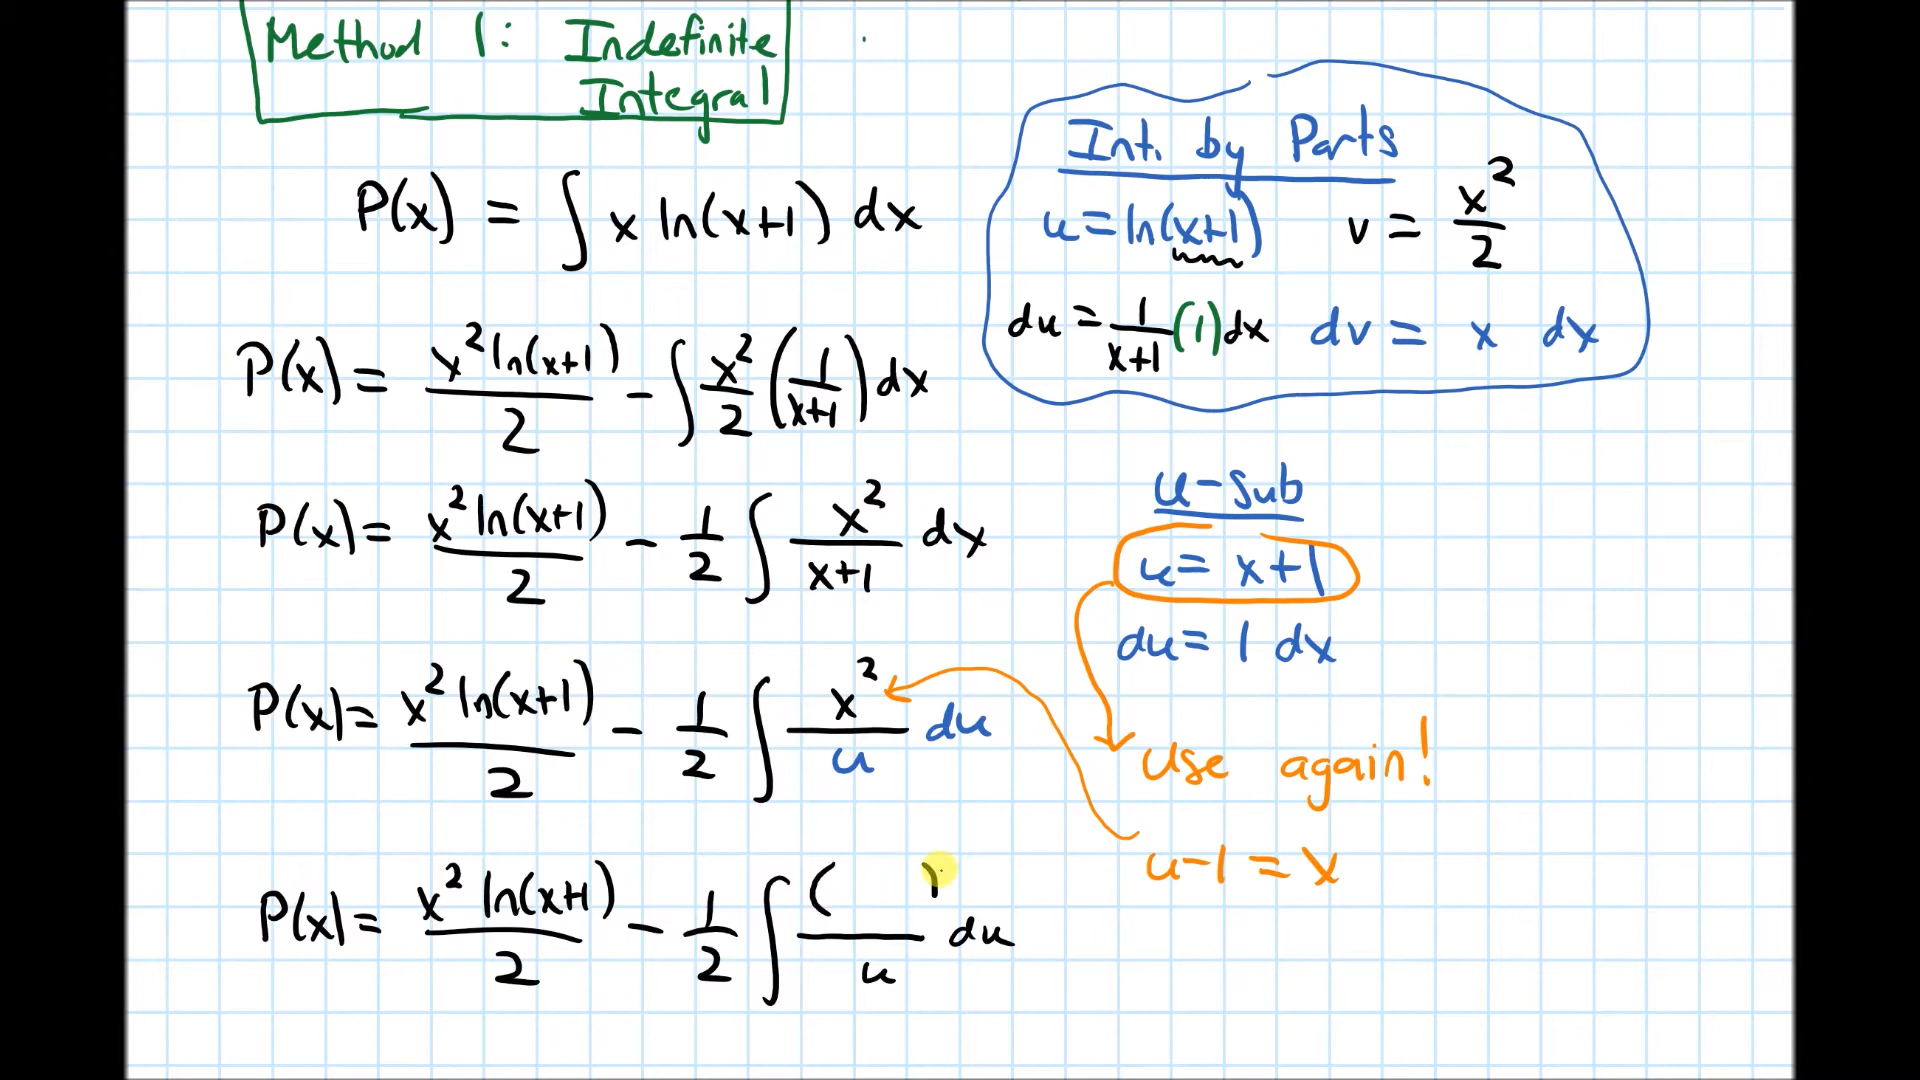 Method 1: Indefinite
Integral
P(x) = ∫ x ln(x+1) dx
P(x) = x² ln(x+1) / 2 − ∫ x²/2 (1/(x+1)) dx
P(x) = x² ln(x+1) / 2 − 1/2 ∫ x²/(x+1) dx
P(x) = x² ln(x+1) / 2 − 1/2 ∫ x²/u du
P(x) = x² ln(x+1) / 2 − 1/2 ∫ ( )/u du
Int. by Parts
u = ln(x+1) v = x²/2
du = 1/(x+1) (1) dx dv = x dx
u-sub
u = x+1
du = 1 dx
Use again!
u-1 = x